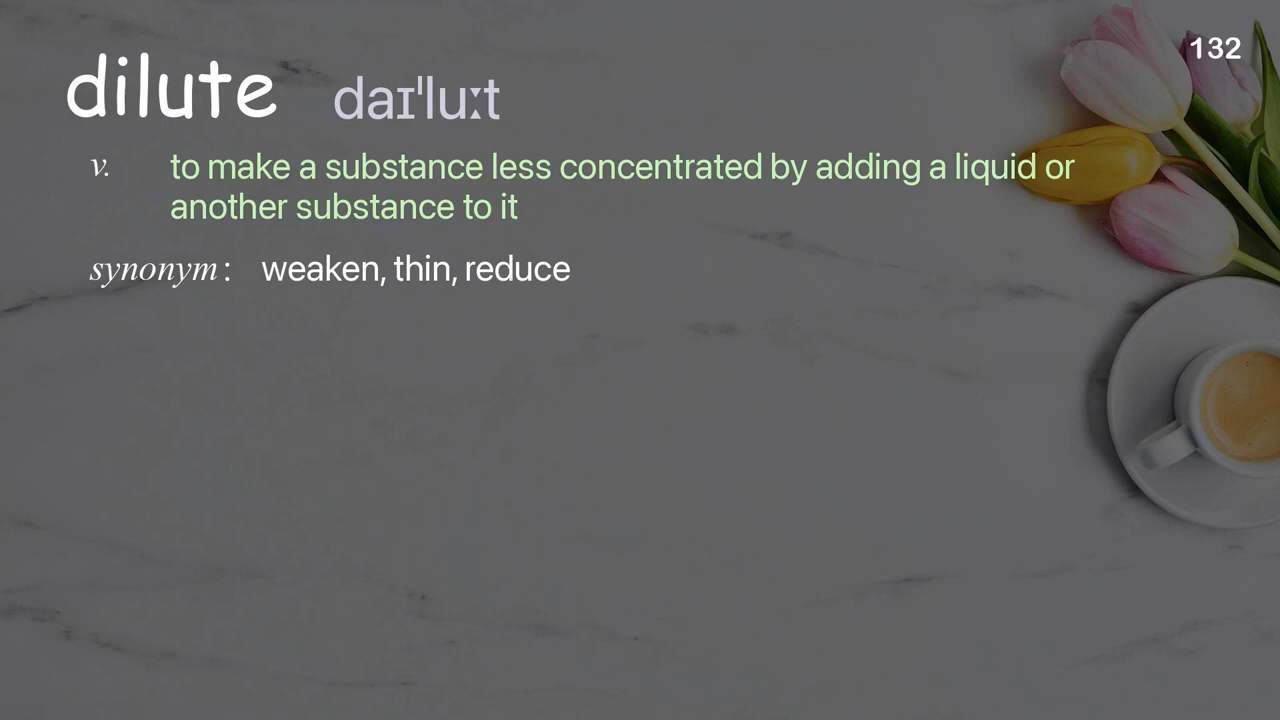 132
dilute daɪˈluːt
v. to make a substance less concentrated by adding a liquid or
another substance to it
synonym : weaken, thin, reduce